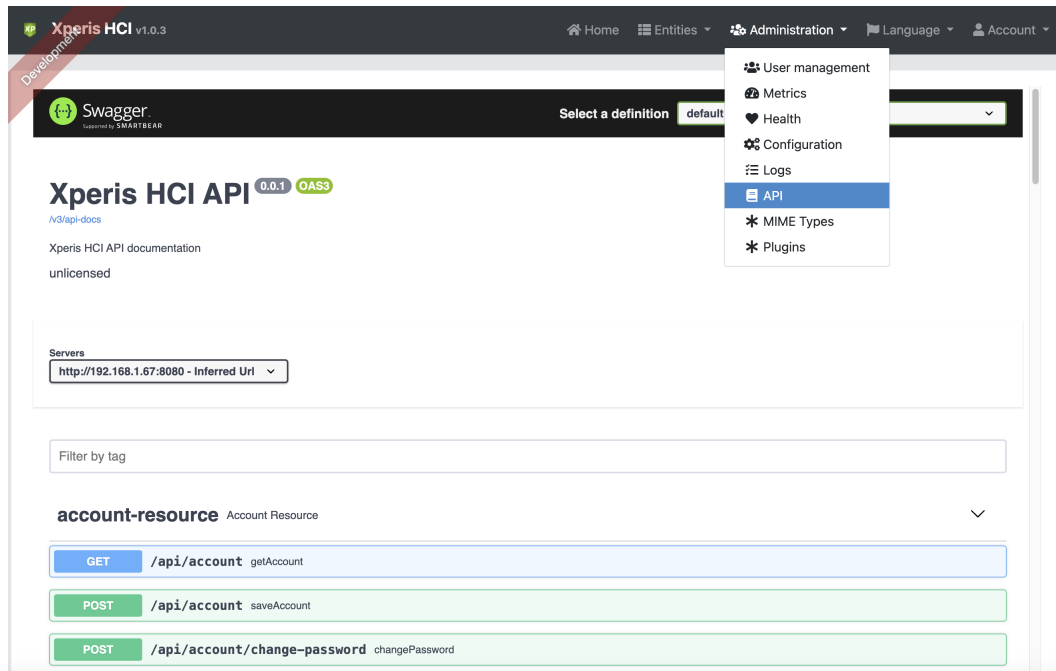 XP Xperis HCI v1.0.3 Home Entities Administration Language Account
Development
User management
Metrics
Health
Configuration
Logs
API
MIME Types
Plugins
Swagger.
Supported by SMARTBEAR
Select a definition default
Xperis HCI API 0.0.1 OAS3
/v3/api-docs
Xperis HCI API documentation
unlicensed
Servers
http://192.168.1.67:8080 - Inferred Url
Filter by tag
account-resource Account Resource
GET /api/account getAccount
POST /api/account saveAccount
POST /api/account/change-password changePassword